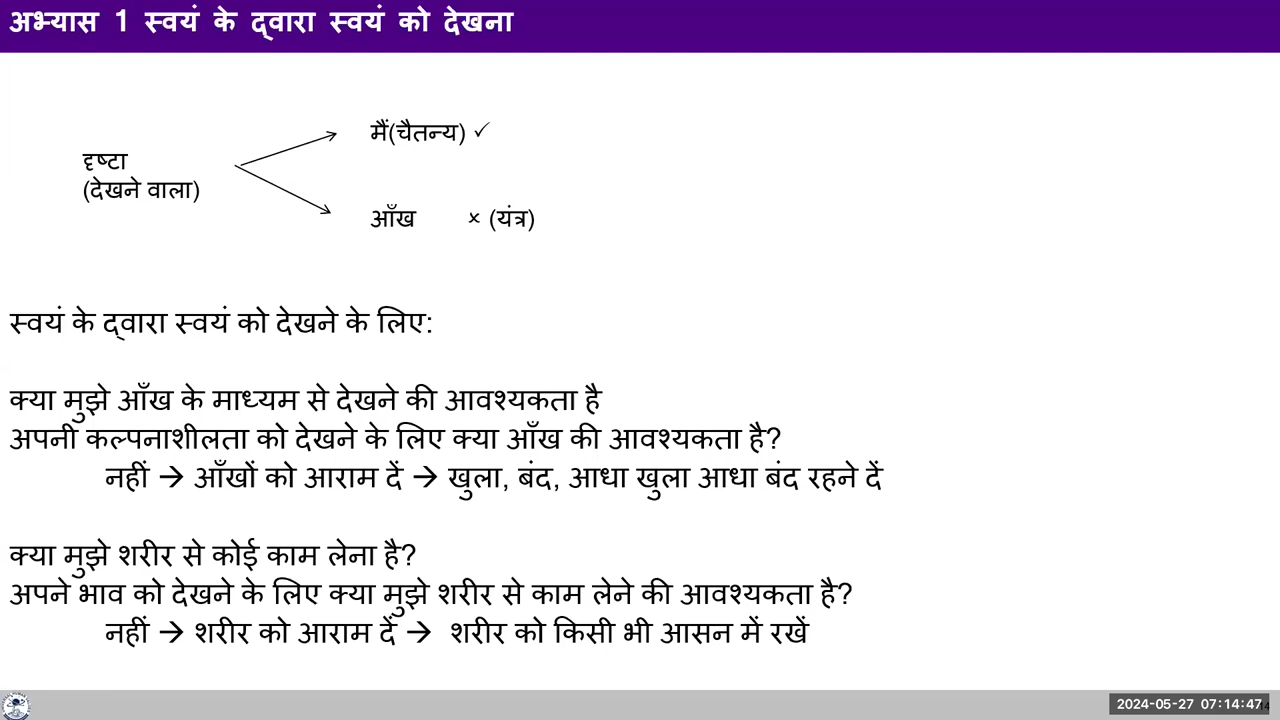 अभ्यास 1 स्वयं के द्वारा स्वयं को देखना
मैं(चैतन्य) ✓
दृष्टा
(देखने वाला)
आँख × (यंत्र)
स्वयं के द्वारा स्वयं को देखने के लिए:
क्या मुझे आँख के माध्यम से देखने की आवश्यकता है
अपनी कल्पनाशीलता को देखने के लिए क्या आँख की आवश्यकता है?
नहीं → आँखों को आराम दें → खुला, बंद, आधा खुला आधा बंद रहने दें
क्या मुझे शरीर से कोई काम लेना है?
अपने भाव को देखने के लिए क्या मुझे शरीर से काम लेने की आवश्यकता है?
नहीं → शरीर को आराम दें → शरीर को किसी भी आसन में रखें
2024-05-27 07:14:47